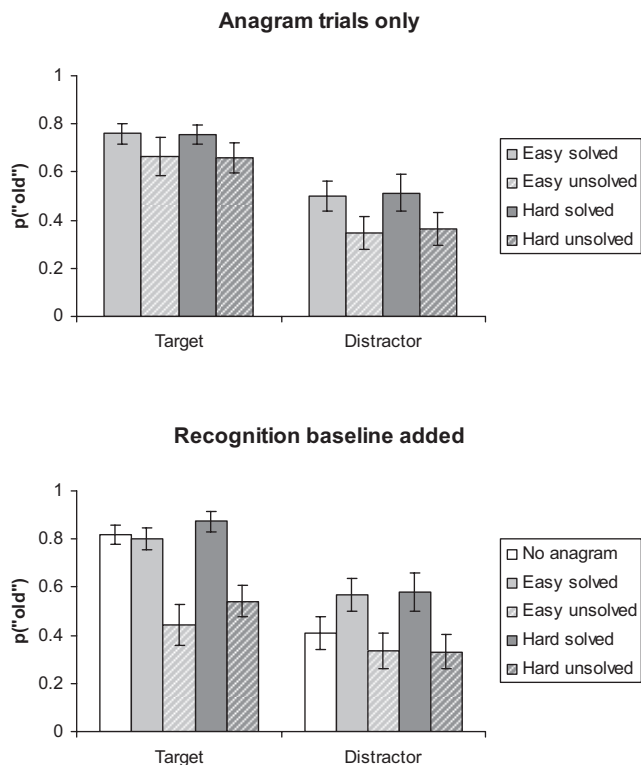 Anagram trials only
1
0.8
0.6
0.4
0.2
0
p("old")
Target
Distractor
Easy solved
Easy unsolved
Hard solved
Hard unsolved
Recognition baseline added
1
0.8
0.6
0.4
0.2
0
p("old")
Target
Distractor
No anagram
Easy solved
Easy unsolved
Hard solved
Hard unsolved